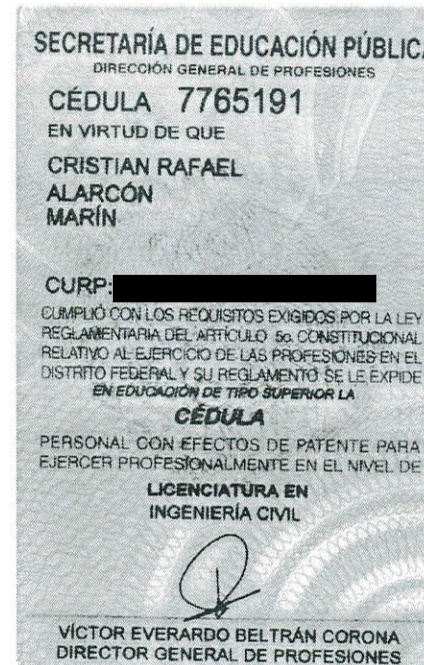 SECRETARÍA DE EDUCACIÓN PÚBLICA
DIRECCIÓN GENERAL DE PROFESIONES
CÉDULA 7765191
EN VIRTUD DE QUE
CRISTIAN RAFAEL
ALARCÓN
MARÍN
CURP:
CUMPLIÓ CON LOS REQUISITOS EXIGIDOS POR LA LEY
REGLAMENTARIA DEL ARTÍCULO 5o. CONSTITUCIONAL
RELATIVO AL EJERCICIO DE LAS PROFESIONES EN EL
DISTRITO FEDERAL Y SU REGLAMENTO SE LE EXPIDE
EN EDUCACIÓN DE TIPO SUPERIOR LA
CÉDULA
PERSONAL CON EFECTOS DE PATENTE PARA
EJERCER PROFESIONALMENTE EN EL NIVEL DE
LICENCIATURA EN
INGENIERÍA CIVIL
VÍCTOR EVERARDO BELTRÁN CORONA
DIRECTOR GENERAL DE PROFESIONES